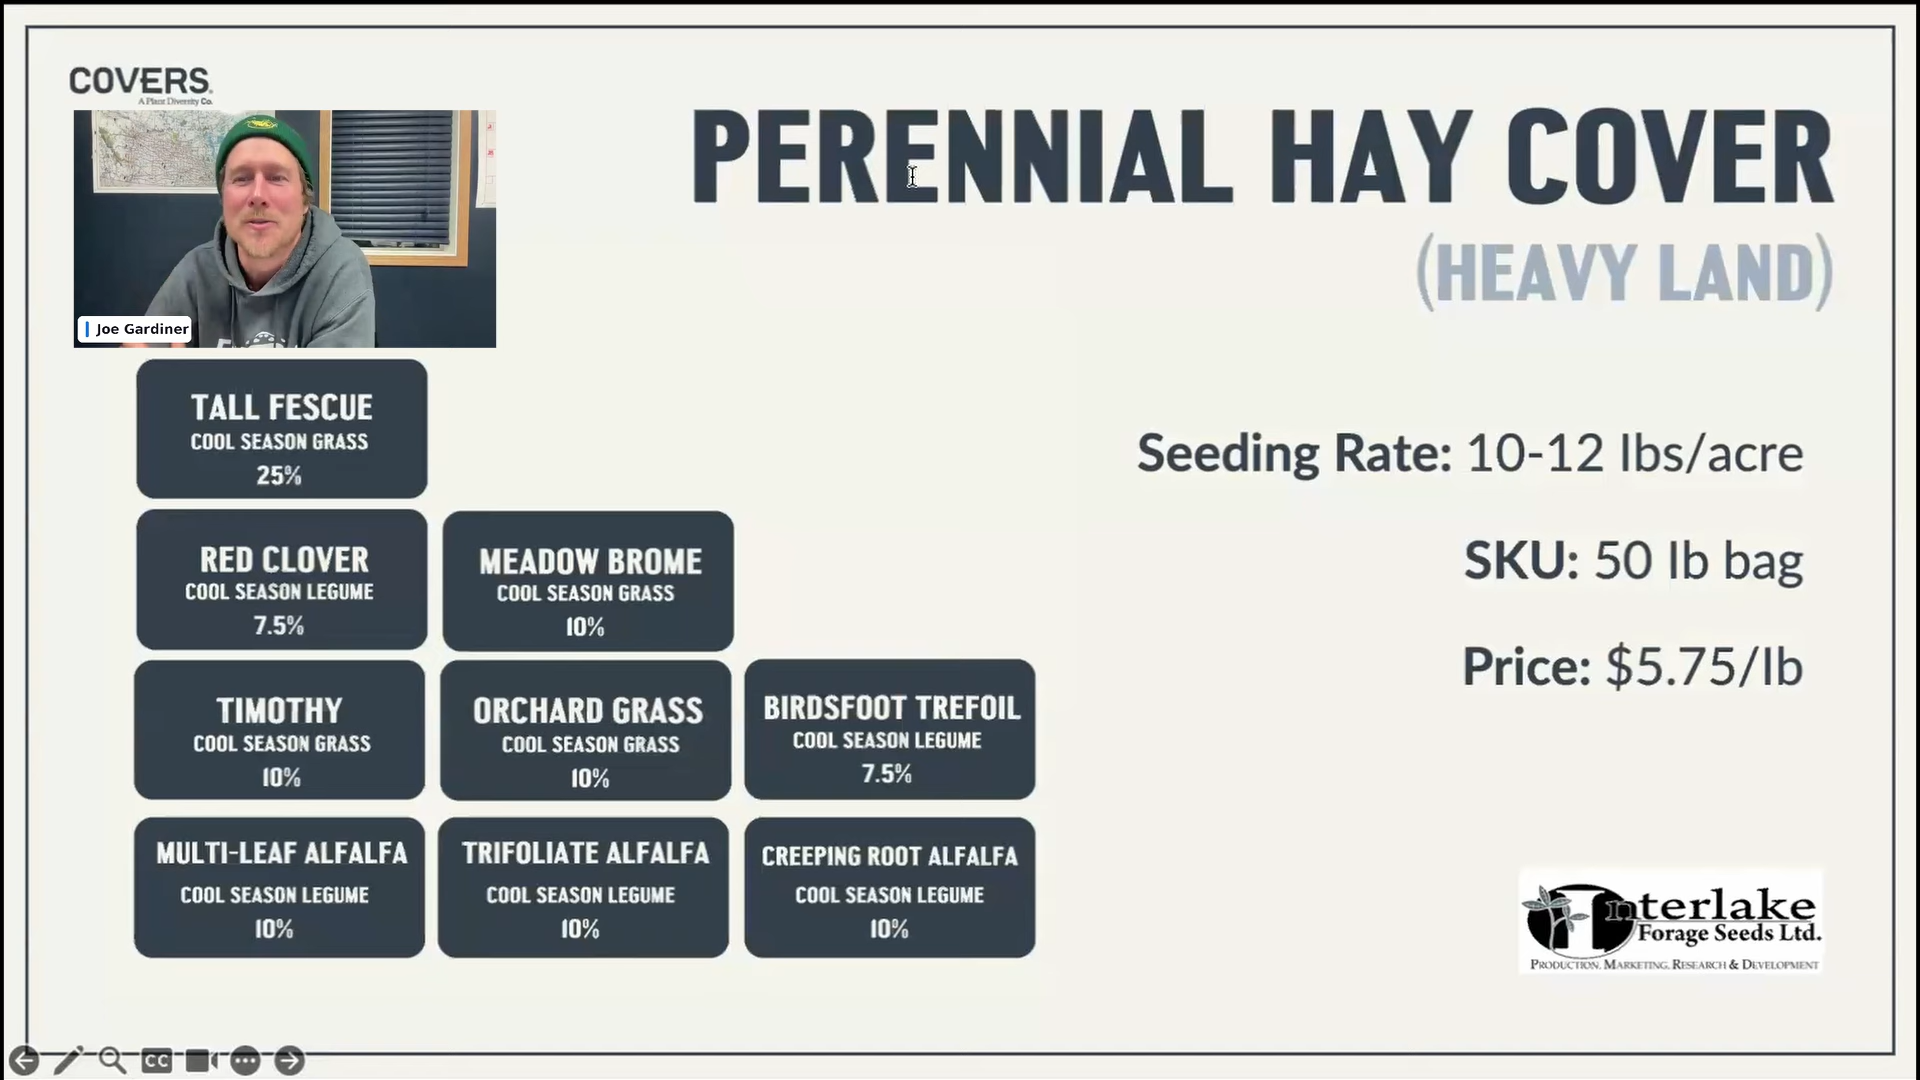 COVERS.
A Plant Diversity Co.
PERENNIAL HAY COVER
(HEAVY LAND)
Joe Gardiner
TALL FESCUE
COOL SEASON GRASS
25%
RED CLOVER
COOL SEASON LEGUME
7.5%
MEADOW BROME
COOL SEASON GRASS
10%
TIMOTHY
COOL SEASON GRASS
10%
ORCHARD GRASS
COOL SEASON GRASS
10%
BIRDSFOOT TREFOIL
COOL SEASON LEGUME
7.5%
MULTI-LEAF ALFALFA
COOL SEASON LEGUME
10%
TRIFOLIATE ALFALFA
COOL SEASON LEGUME
10%
CREEPING ROOT ALFALFA
COOL SEASON LEGUME
10%
Seeding Rate: 10-12 lbs/acre
SKU: 50 lb bag
Price: $5.75/lb
Interlake
Forage Seeds Ltd.
PRODUCTION, MARKETING, RESEARCH & DEVELOPMENT
CC